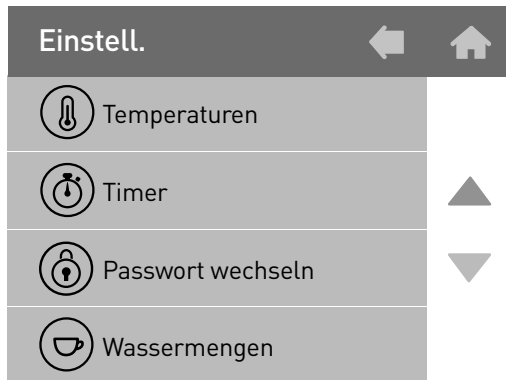 Einstell.
Temperaturen
Timer
Passwort wechseln
Wassermengen